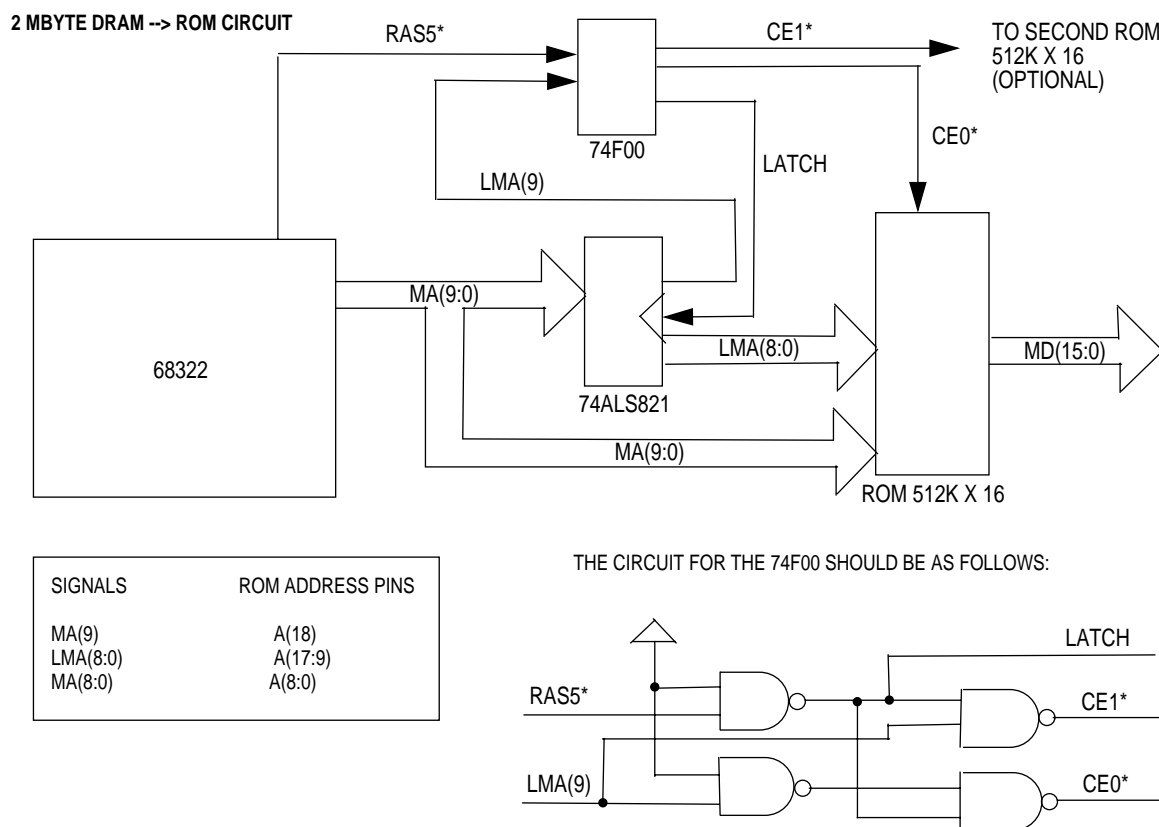 2 MBYTE DRAM --> ROM CIRCUIT
RAS5*
CE1*
TO SECOND ROM
512K X 16
(OPTIONAL)
74F00
CE0*
LATCH
LMA(9)
MA(9:0)
68322
LMA(8:0)
MD(15:0)
74ALS821
MA(9:0)
ROM 512K X 16
THE CIRCUIT FOR THE 74F00 SHOULD BE AS FOLLOWS:
SIGNALS ROM ADDRESS PINS
MA(9) A(18)
LMA(8:0) A(17:9)
MA(8:0) A(8:0)
LATCH
RAS5*
CE1*
LMA(9)
CE0*